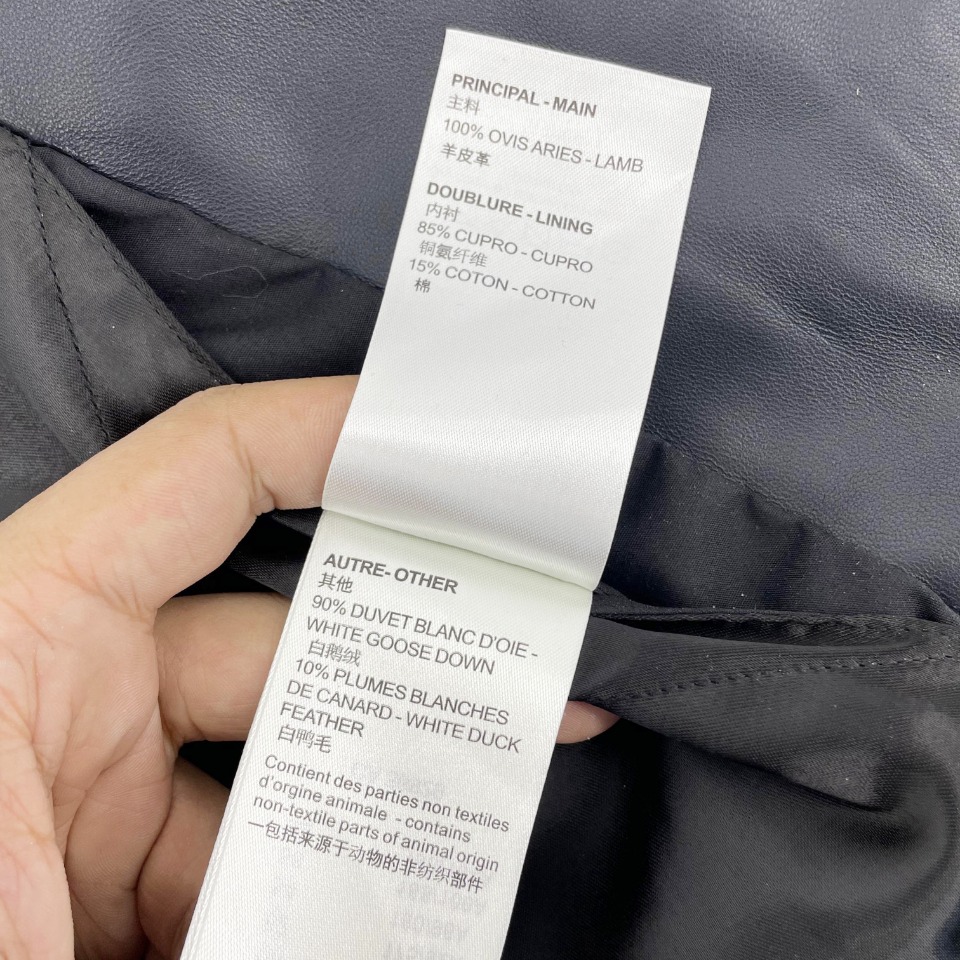 PRINCIPAL - MAIN
主料
100% OVIS ARIES - LAMB
羊皮革
DOUBLURE - LINING
内衬
85% CUPRO - CUPRO
铜氨纤维
15% COTON - COTTON
棉
AUTRE- OTHER
其他
90% DUVET BLANC D'OIE -
WHITE GOOSE DOWN
白鹅绒
10% PLUMES BLANCHES
DE CANARD - WHITE DUCK
FEATHER
白鸭毛
Contient des parties non textiles
d'orgine animale - contains
non-textile parts of animal origin
一包括来源于动物的非纺织部件